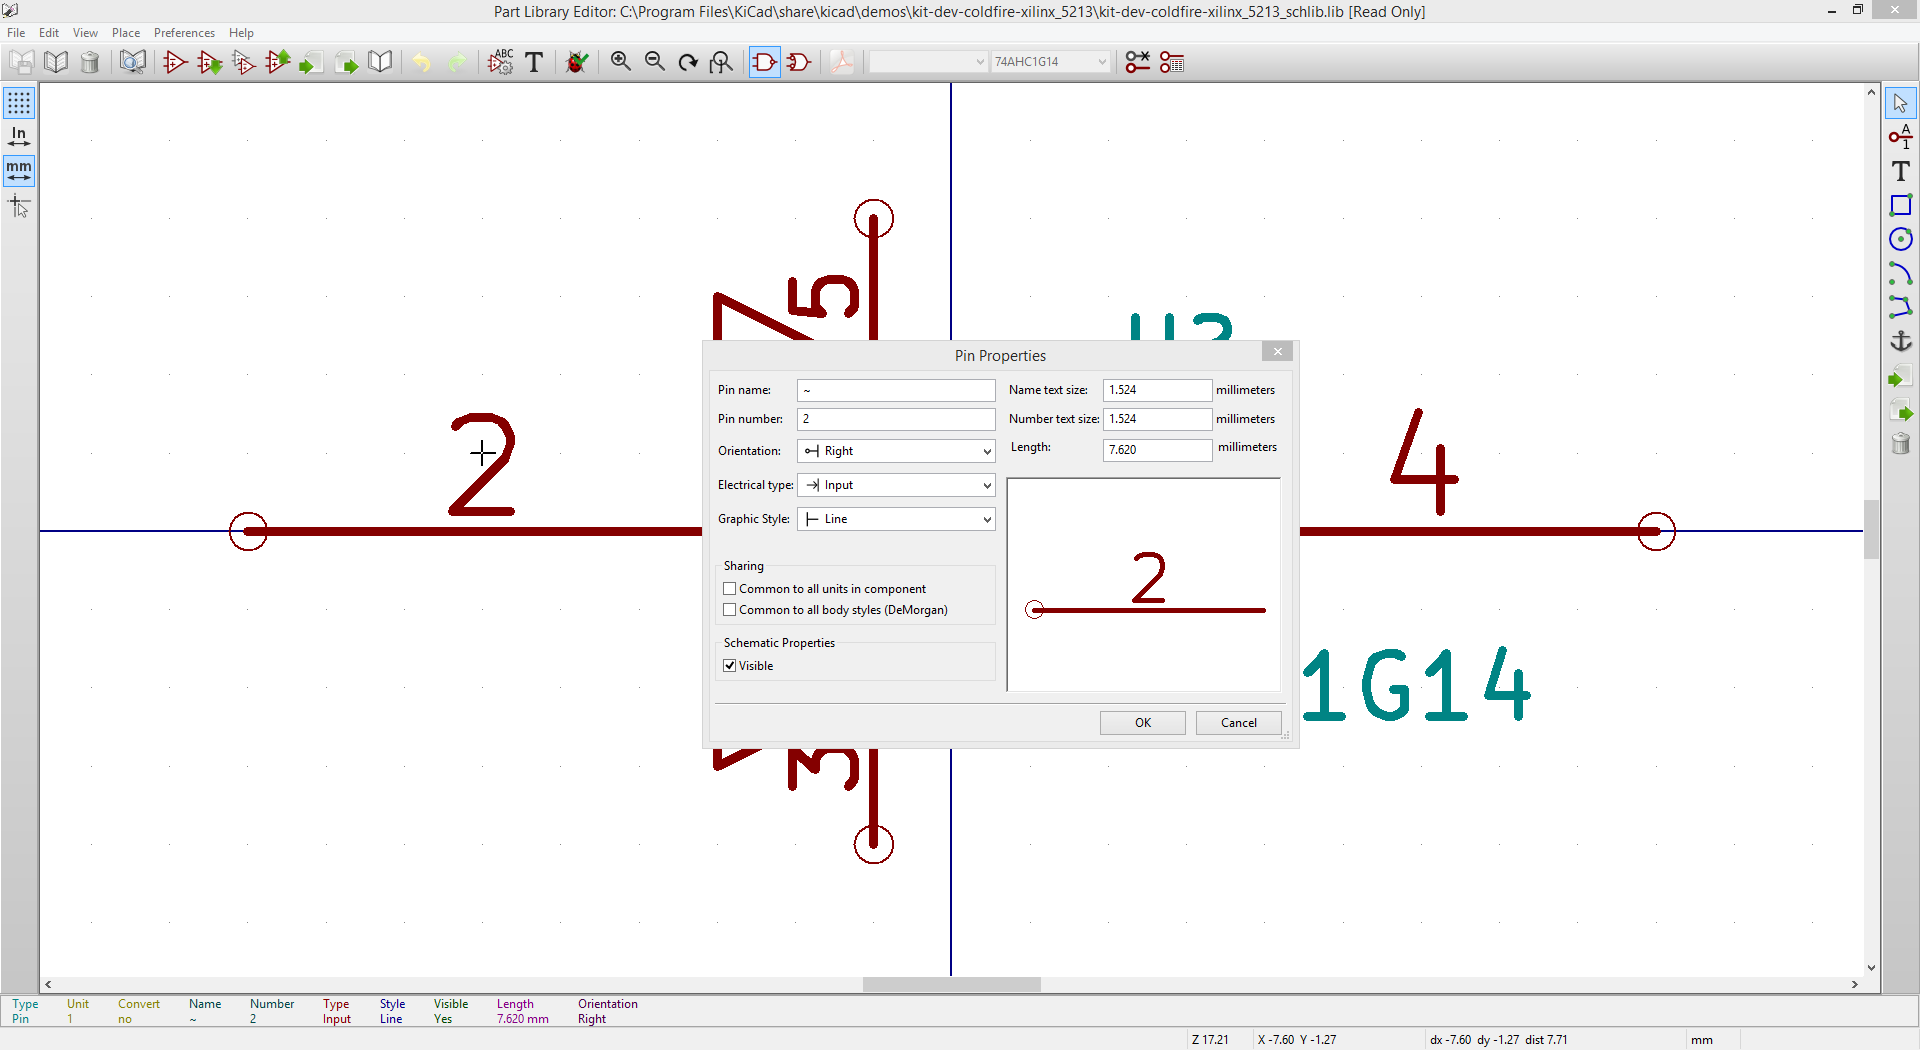 Part Library Editor: C:\Program Files\KiCad\share\kicad\demos\kit-dev-coldfire-xilinx_5213\kit-dev-coldfire-xilinx_5213_schlib.lib [Read Only]
File Edit View Place Preferences Help
ABC T 74AHC1G14
In
mm
A
1
T
5
2
4
3
1G14
Pin Properties
Pin name: ~
Pin number: 2
Orientation: Right
Electrical type: Input
Graphic Style: Line
Sharing
Common to all units in component
Common to all body styles (DeMorgan)
Schematic Properties
Visible
Name text size: 1.524 millimeters
Number text size: 1.524 millimeters
Length: 7.620 millimeters
2
OK Cancel
Type Unit Convert Name Number Type Style Visible Length Orientation
Pin 1 no ~ 2 Input Line Yes 7.620 mm Right
Z 17.21 X -7.60 Y -1.27 dx -7.60 dy -1.27 dist 7.71 mm